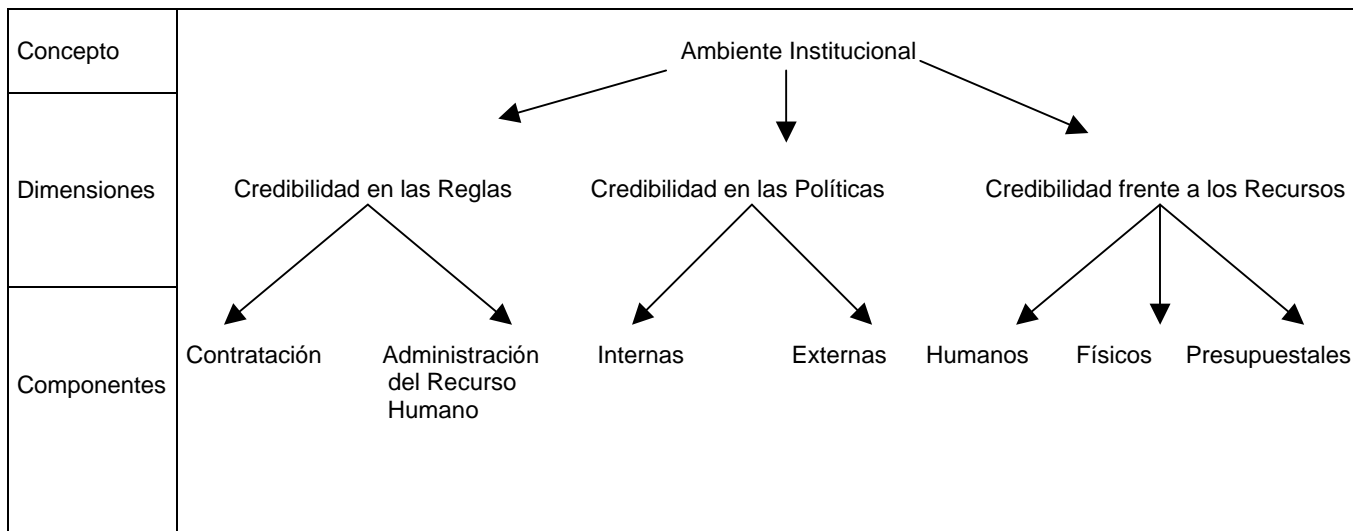 Concepto
Ambiente Institucional
Dimensiones
Credibilidad en las Reglas
Credibilidad en las Políticas
Credibilidad frente a los Recursos
Componentes
Contratación
Administración
del Recurso
Humano
Internas
Externas
Humanos
Físicos
Presupuestales